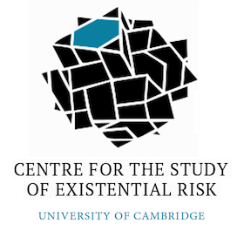 CENTRE FOR THE STUDY
OF EXISTENTIAL RISK
UNIVERSITY OF CAMBRIDGE